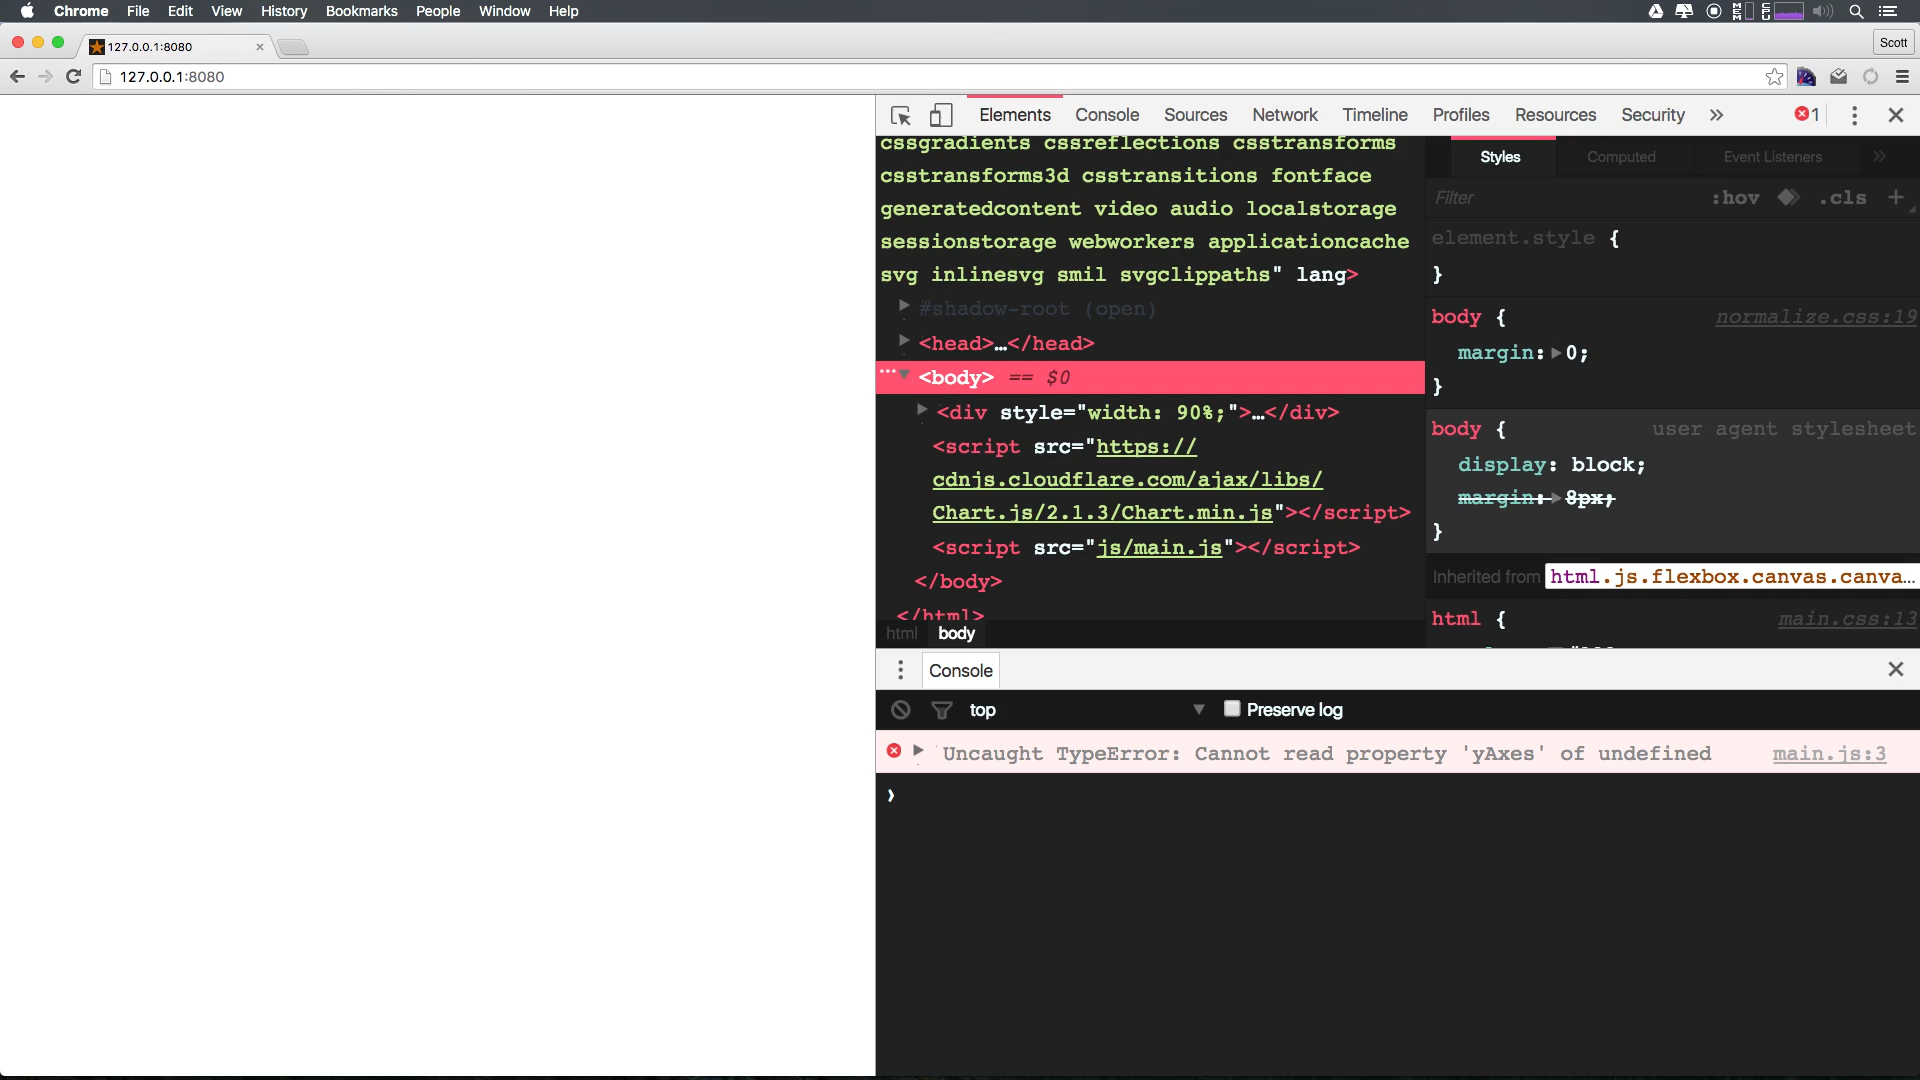 Chrome File Edit View History Bookmarks People Window Help
MEM CPU
127.0.0.1:8080
Scott
127.0.0.1:8080
Elements Console Sources Network Timeline Profiles Resources Security » 1
cssgradients cssreflections csstransforms
csstransforms3d csstransitions fontface
generatedcontent video audio localstorage
sessionstorage webworkers applicationcache
svg inlinesvg smil svgclippaths" lang>
#shadow-root (open)
<head>…</head>
<body> == $0
<div style="width: 90%;">…</div>
<script src="https://
cdnjs.cloudflare.com/ajax/libs/
Chart.js/2.1.3/Chart.min.js"></script>
<script src="js/main.js"></script>
</body>
</html>
html body
Styles Computed Event Listeners »
Filter :hov .cls +
element.style {
}
body { normalize.css:19
margin: 0;
}
body { user agent stylesheet
display: block;
margin: 8px;
}
Inherited from html.js.flexbox.canvas.canva…
html { main.css:13
Console
top Preserve log
Uncaught TypeError: Cannot read property 'yAxes' of undefined main.js:3